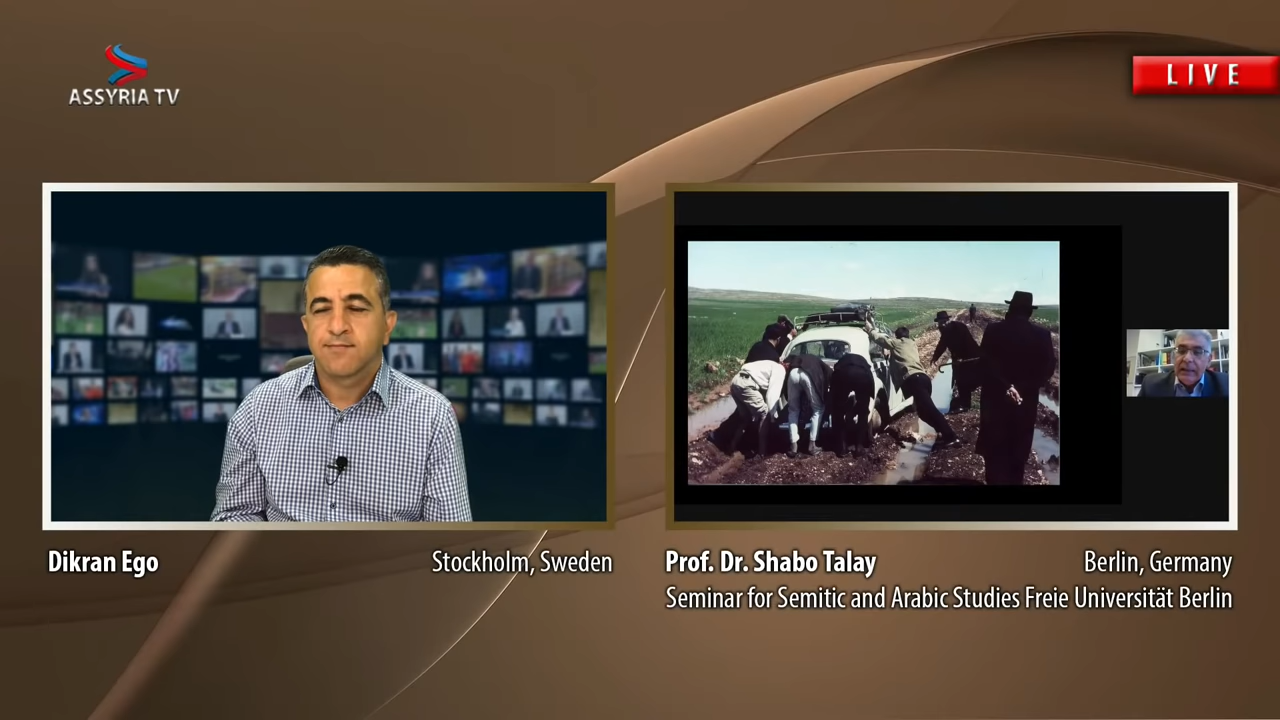 ASSYRIA TV
LIVE
Dikran Ego
Stockholm, Sweden
Prof. Dr. Shabo Talay
Berlin, Germany
Seminar for Semitic and Arabic Studies Freie Universität Berlin